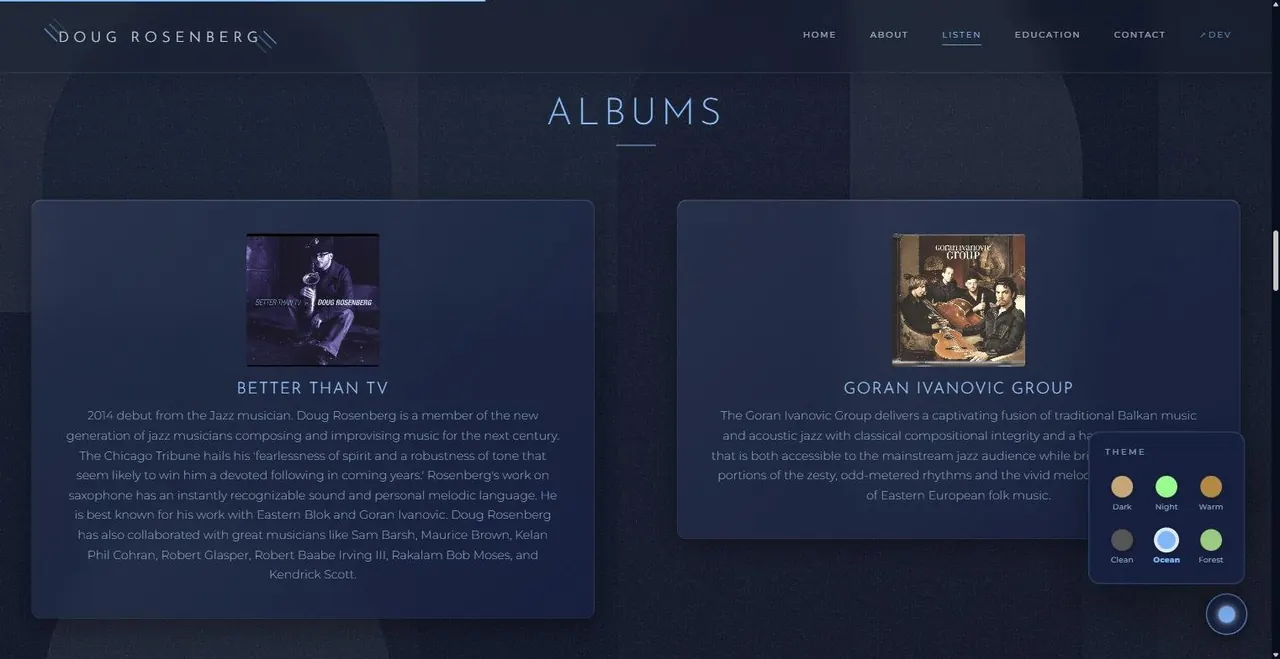 DOUG ROSENBERG
HOME ABOUT LISTEN EDUCATION CONTACT ↗DEV
ALBUMS
BETTER THAN TV DOUG ROSENBERG
BETTER THAN TV
2014 debut from the Jazz musician. Doug Rosenberg is a member of the new
generation of jazz musicians composing and improvising music for the next century.
The Chicago Tribune hails his 'fearlessness of spirit and a robustness of tone that
seem likely to win him a devoted following in coming years.' Rosenberg's work on
saxophone has an instantly recognizable sound and personal melodic language. He
is best known for his work with Eastern Blok and Goran Ivanovic. Doug Rosenberg
has also collaborated with great musicians like Sam Barsh, Maurice Brown, Kelan
Phil Cohran, Robert Glasper, Robert Baabe Irving III, Rakalam Bob Moses, and
Kendrick Scott.
GORAN IVANOVIC
GROUP
GORAN IVANOVIC GROUP
The Goran Ivanovic Group delivers a captivating fusion of traditional Balkan music
and acoustic jazz with classical compositional integrity and a
that is both accessible to the mainstream jazz audience while
portions of the zesty, odd-metered rhythms and the vivid
of Eastern European folk music.
THEME
Dark Night Warm
Clean Ocean Forest